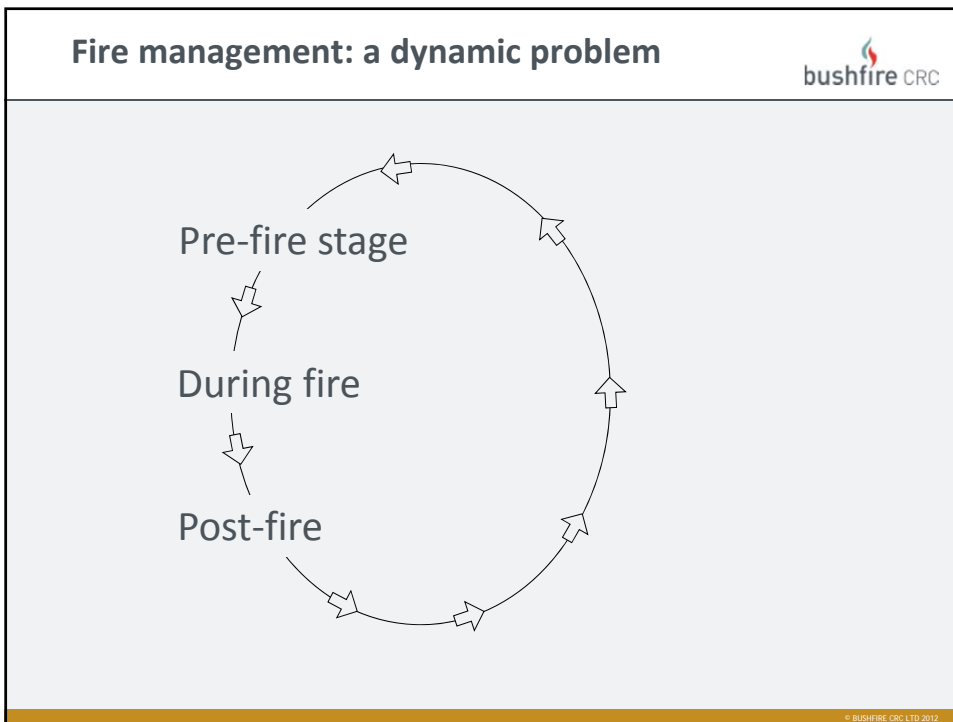 Fire management: a dynamic problem
bushfire CRC
Pre-fire stage
During fire
Post-fire
© BUSHFIRE CRC LTD 2012